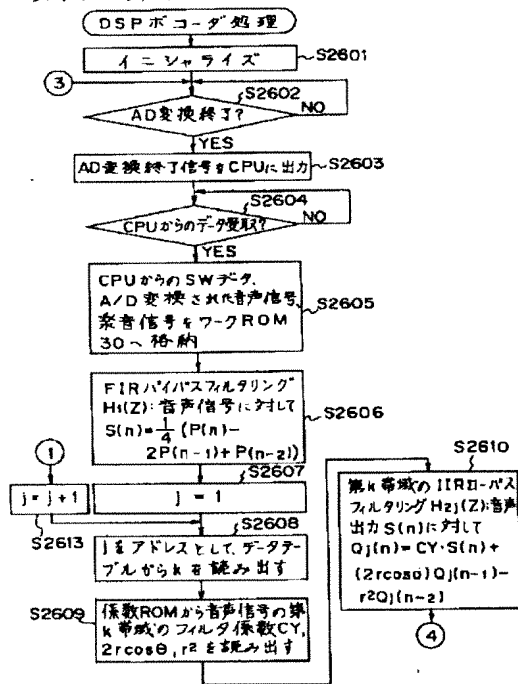 DSPボコーダ処理
イニシャライズ
S2601
3
S2602
AD変換終了?
NO
YES
AD変換終了信号をCPUに出力
S2603
S2604
CPUからのデータ受取?
NO
YES
CPUからのSWデータ,
A/D変換された音声信号,
楽音信号をワークROM
30へ格納
S2605
FIRハイパスフィルタリング
H1(Z):音声信号に対して
S(n)=1/4 (P(n)-
2P(n-1)+P(n-2))
S2606
1
S2607
j=j+1
j=1
S2613
S2608
jをアドレスとして,データテー
ブルからkを読み出す
S2609
係数ROMから音声信号の第
k帯域のフィルタ係数CY,
2rcosθ, r²を読み出す
S2610
第k帯域のIIRローパス
フィルタリングH2j(Z):音声
出力S(n)に対して
Qj(n)=CY·S(n)+
(2rcosθ)Qj(n-1)-
r²Qj(n-2)
4